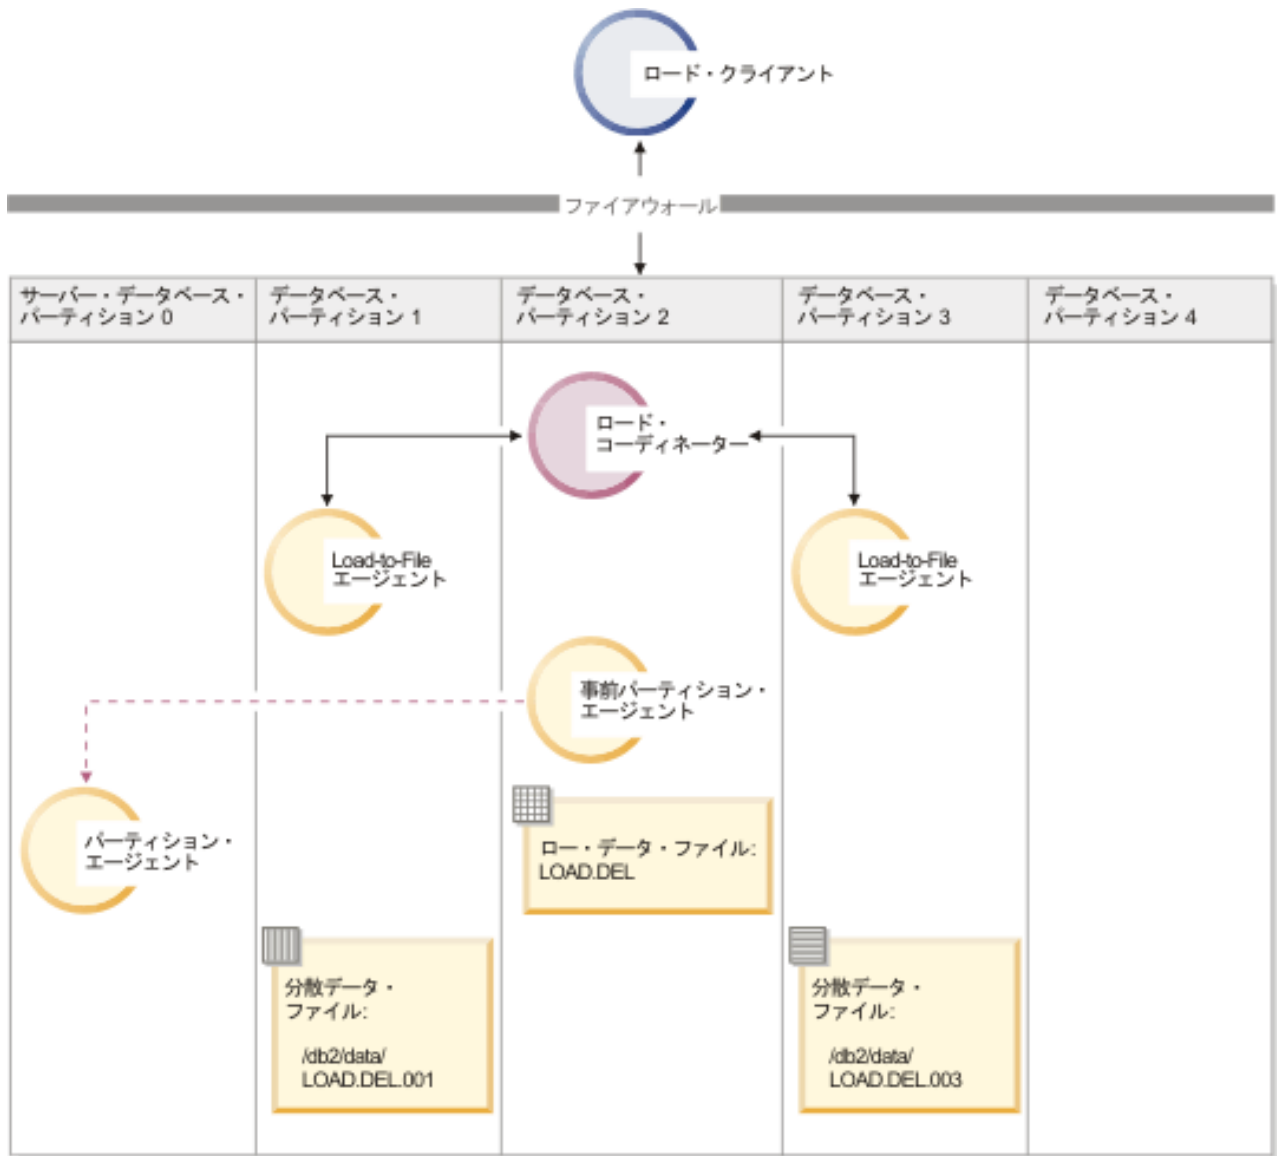 ロード・クライアント
ファイアウォール
サーバー・データベース・
パーティション 0
データベース・
パーティション 1
データベース・
パーティション 2
データベース・
パーティション 3
データベース・
パーティション 4
ロード・
コーディネーター
Load-to-File
エージェント
Load-to-File
エージェント
事前パーティション・
エージェント
パーティション・
エージェント
ロー・データ・ファイル:
LOAD.DEL
分散データ・
ファイル:
/db2/data/
LOAD.DEL.001
分散データ・
ファイル:
/db2/data/
LOAD.DEL.003